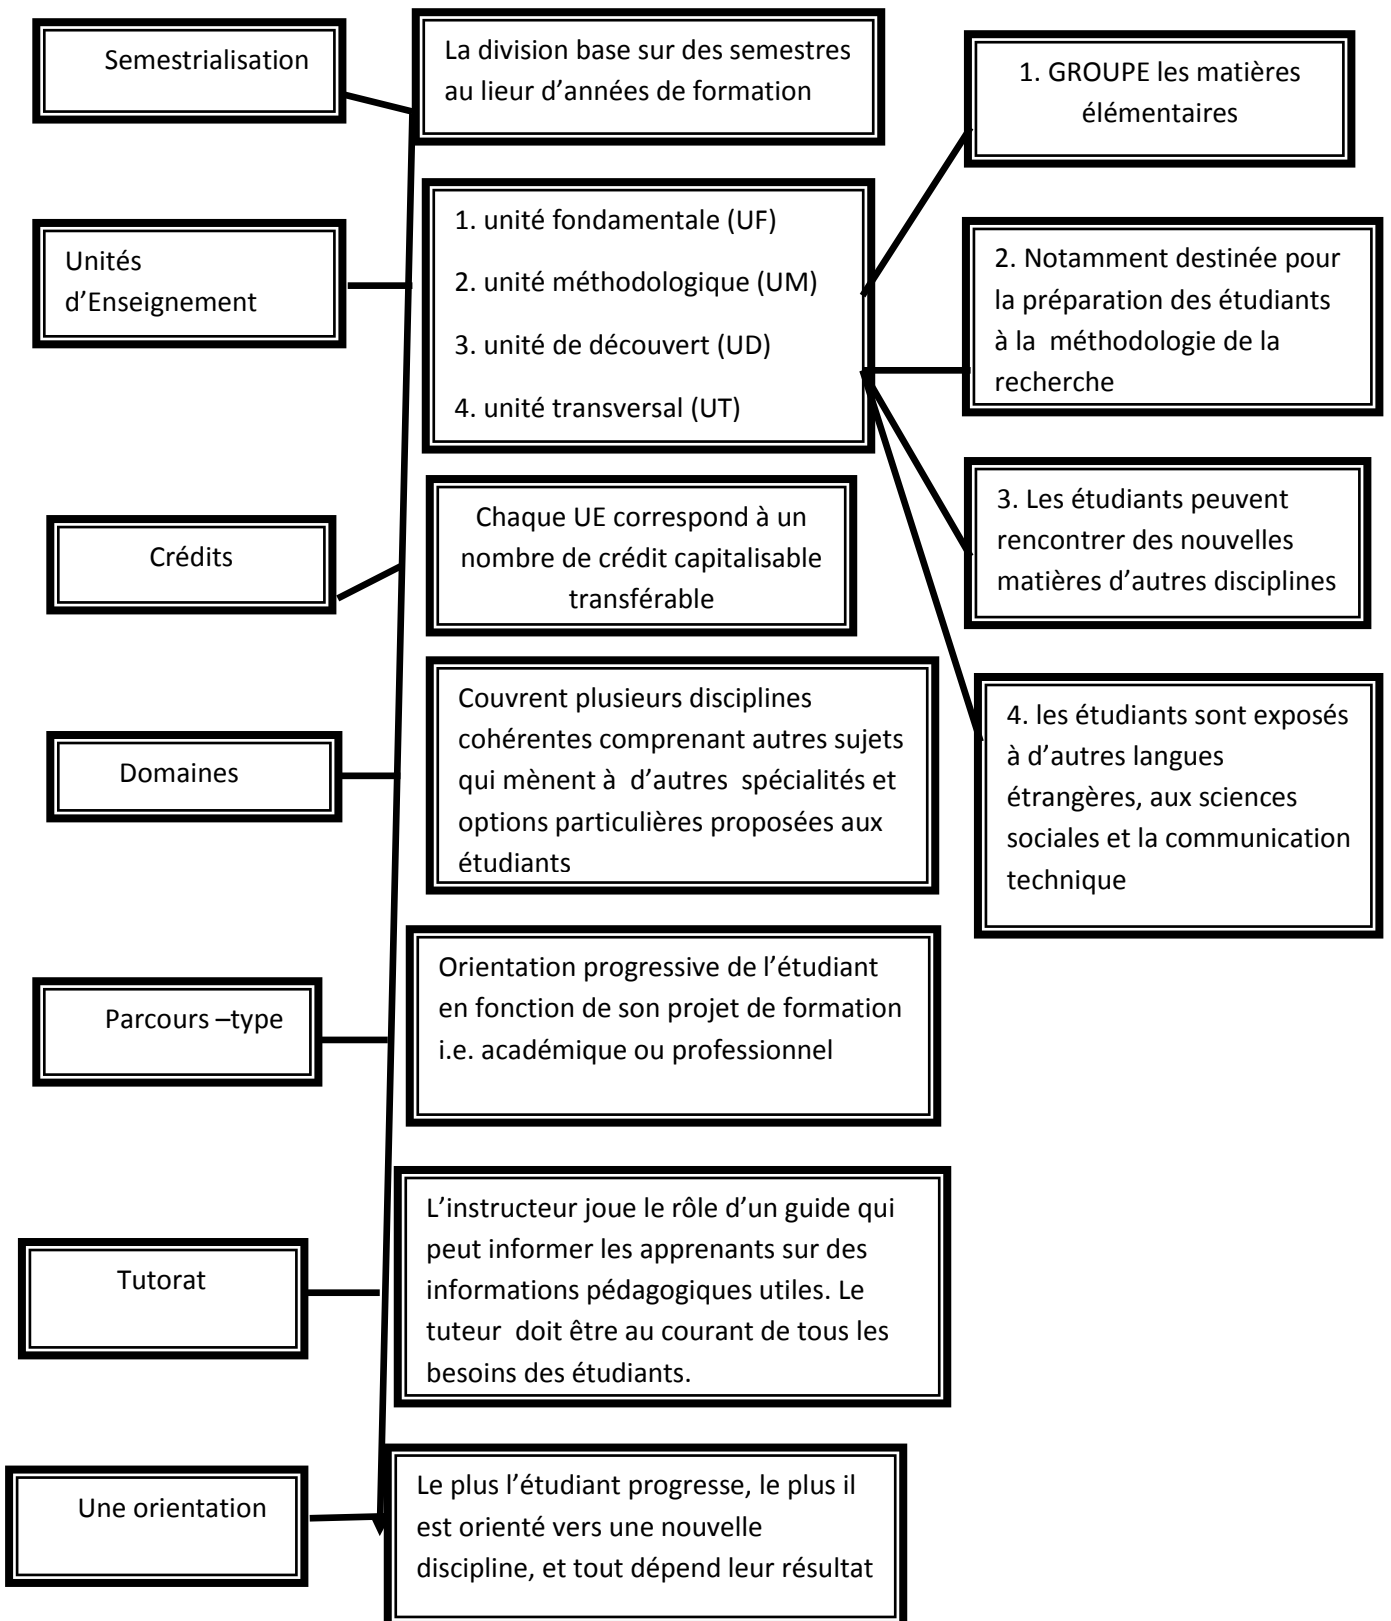 Semestrialisation
La division base sur des semestres
au lieur d’années de formation
1. GROUPE les matières
élémentaires
Unités
d’Enseignement
1. unité fondamentale (UF)
2. unité méthodologique (UM)
3. unité de découvert (UD)
4. unité transversal (UT)
2. Notamment destinée pour
la préparation des étudiants
à la méthodologie de la
recherche
3. Les étudiants peuvent
rencontrer des nouvelles
matières d’autres disciplines
4. les étudiants sont exposés
à d’autres langues
étrangères, aux sciences
sociales et la communication
technique
Crédits
Chaque UE correspond à un
nombre de crédit capitalisable
transférable
Domaines
Couvrent plusieurs disciplines
cohérentes comprenant autres sujets
qui mènent à d’autres spécialités et
options particulières proposées aux
étudiants
Parcours –type
Orientation progressive de l’étudiant
en fonction de son projet de formation
i.e. académique ou professionnel
Tutorat
L’instructeur joue le rôle d’un guide qui
peut informer les apprenants sur des
informations pédagogiques utiles. Le
tuteur doit être au courant de tous les
besoins des étudiants.
Une orientation
Le plus l’étudiant progresse, le plus il
est orienté vers une nouvelle
discipline, et tout dépend leur résultat